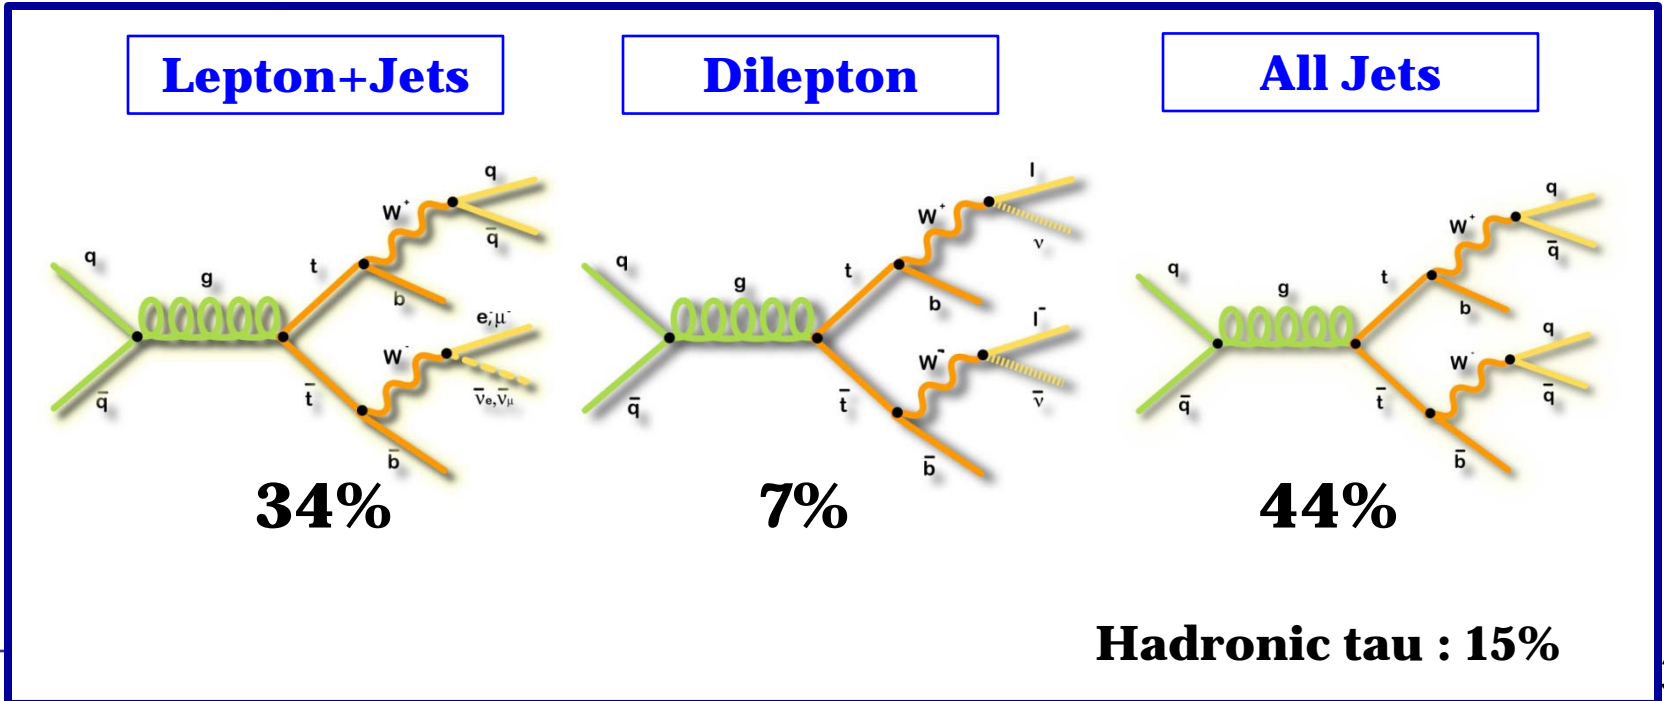 Lepton+Jets
Dilepton
All Jets
q
q̄
g
t
t̄
W⁺
b
q
q̄
W⁻
e⁻,μ⁻
ν̄e,ν̄μ
b̄
q
q̄
g
t
t̄
W⁺
b
l
ν
W⁻
l⁻
ν̄
b̄
q
q̄
g
t
t̄
W⁺
b
q
q̄
W⁻
q
q̄
b̄
34%
7%
44%
Hadronic tau : 15%